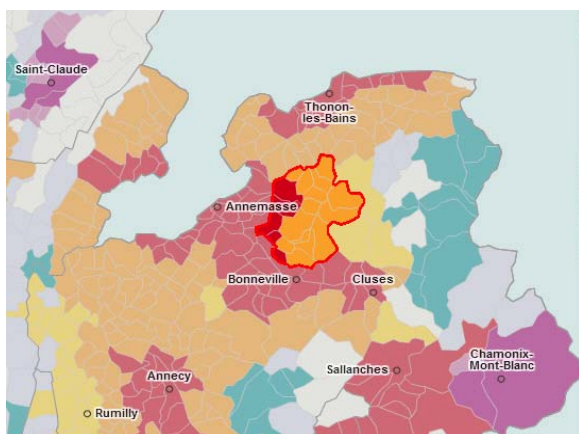 Saint-Claude
Thonon-
les-Bains
Annemasse
Bonneville
Cluses
Sallanches
Chamonix-
Mont-Blanc
Annecy
Rumilly